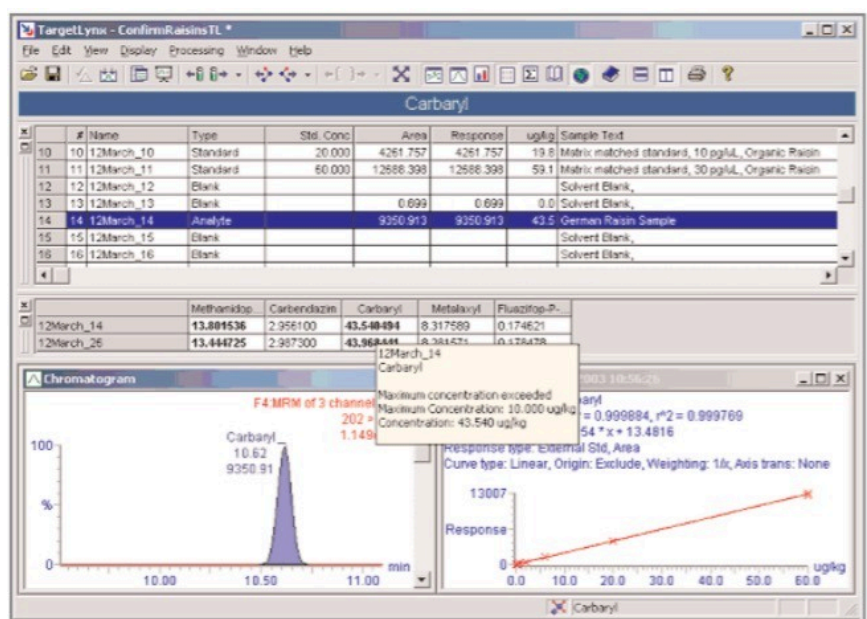 TargetLynx - ConfirmRaisinsTL *
File Edit View Display Processing Window Help
Carbaryl
# Name Type Std. Conc Area Response ug/kg Sample Text
10 10 12March_10 Standard 20.000 4261.757 4261.757 19.8 Matrix matched standard, 10 pg/uL, Organic Raisin
11 11 12March_11 Standard 60.000 12688.398 12688.398 59.1 Matrix matched standard, 30 pg/uL, Organic Raisin
12 12 12March_12 Blank Solvent Blank,
13 13 12March_13 Blank 0.699 0.699 0.0 Solvent Blank,
14 14 12March_14 Analyte 9350.913 9350.913 43.5 German Raisin Sample
15 15 12March_15 Blank Solvent Blank,
16 16 12March_16 Blank Solvent Blank,
Methamidop... Carbendazim Carbaryl Metalaxyl Fluazifop-P-...
12March_14 13.801536 2.956100 43.540494 8.317589 0.174621
12March_26 13.444725 2.987300
12March_14
Carbaryl
Maximum concentration exceeded
Maximum Concentration: 10.000 ug/kg
Concentration: 43.540 ug/kg
Chromatogram
F4:MRM of 3 channel
202 >
Carbaryl
10.62
9350.91
100
%
0
10.00 10.50 11.00 min
2003 10:56:26
= 0.999884, r^2 = 0.999769
54 * x + 13.4816
Response type: External Std, Area
Curve type: Linear, Origin: Exclude, Weighting: 1/x, Axis trans: None
13007
Response
0
0.0 10.0 20.0 30.0 40.0 50.0 60.0 ug/kg
Carbaryl